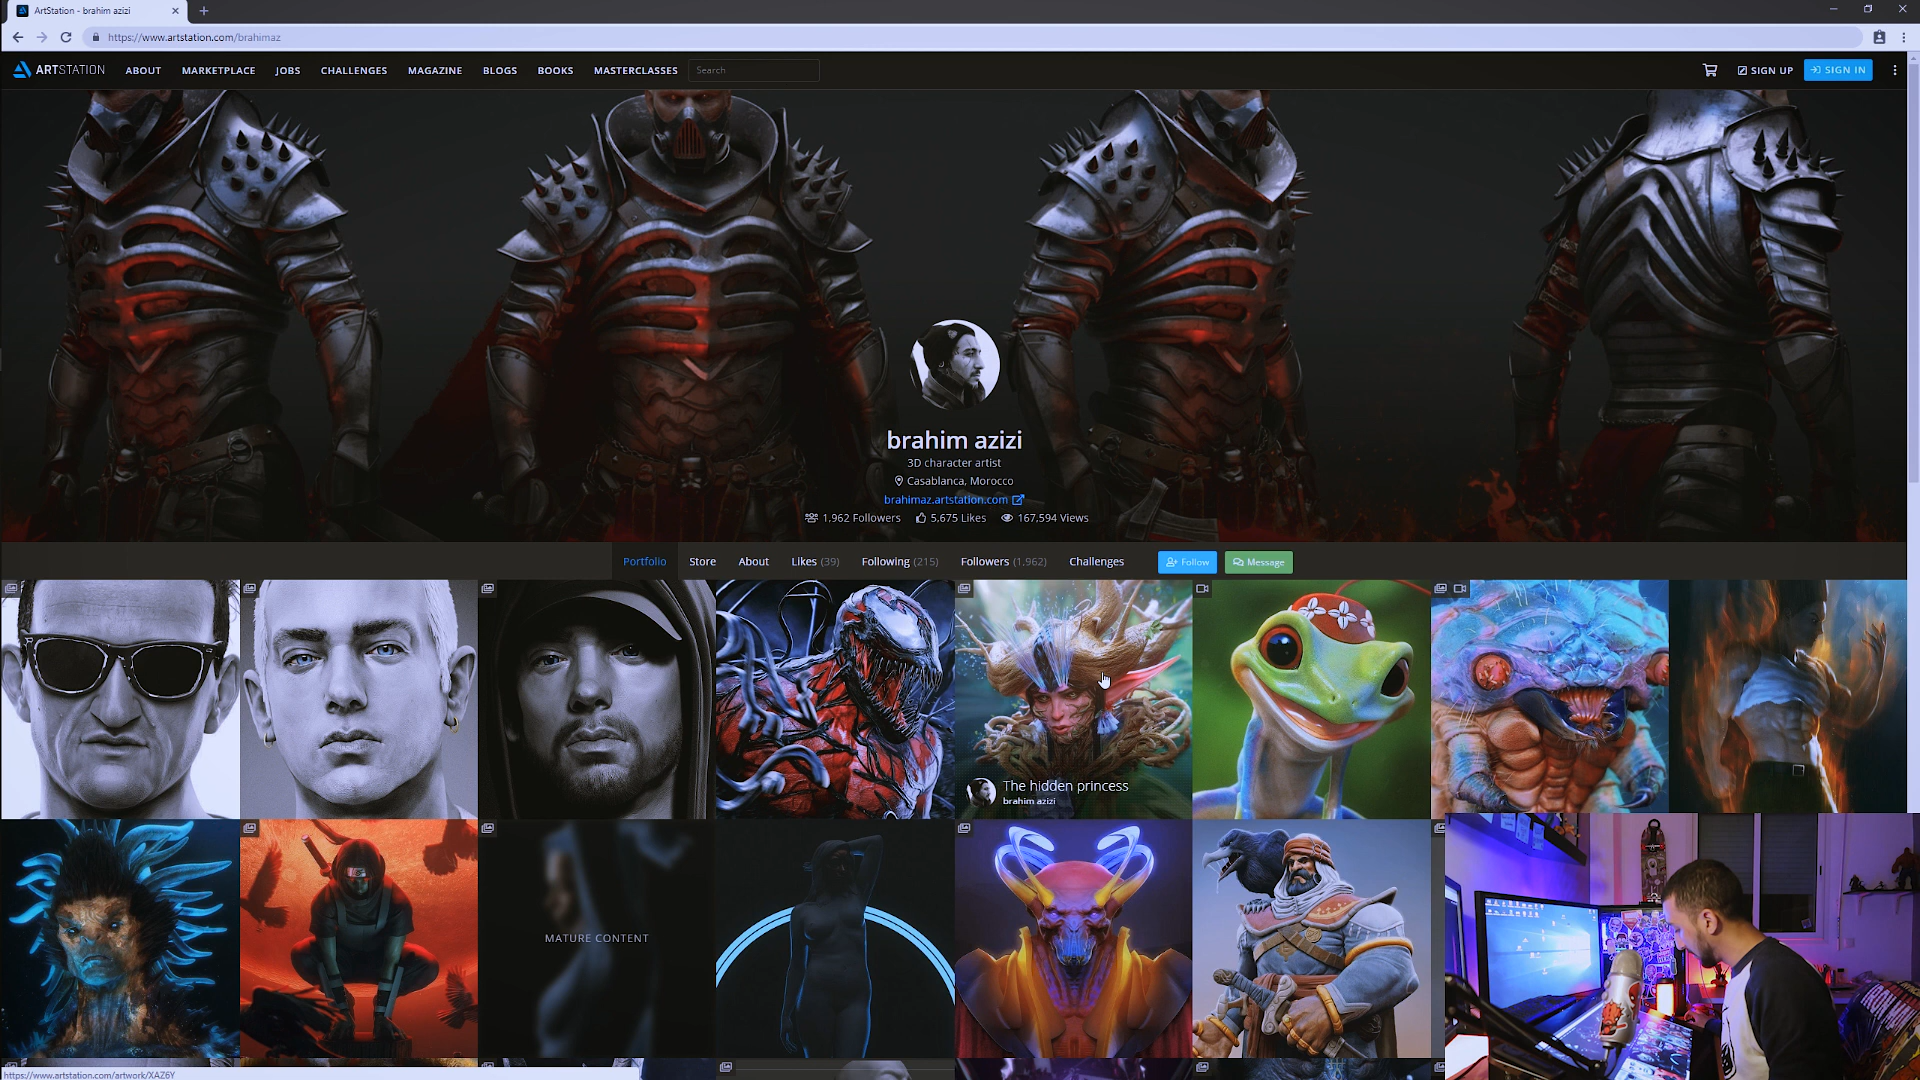 ArtStation - brahim azizi
https://www.artstation.com/brahimaz
ARTSTATION ABOUT MARKETPLACE JOBS CHALLENGES MAGAZINE BLOGS BOOKS MASTERCLASSES Search SIGN UP SIGN IN
brahim azizi
3D character artist
Casablanca, Morocco
brahimaz.artstation.com
1,962 Followers 5,675 Likes 167,594 Views
Portfolio Store About Likes (39) Following (215) Followers (1,962) Challenges Follow Message
The hidden princess
brahim azizi
MATURE CONTENT
https://www.artstation.com/artwork/XAZ6Y